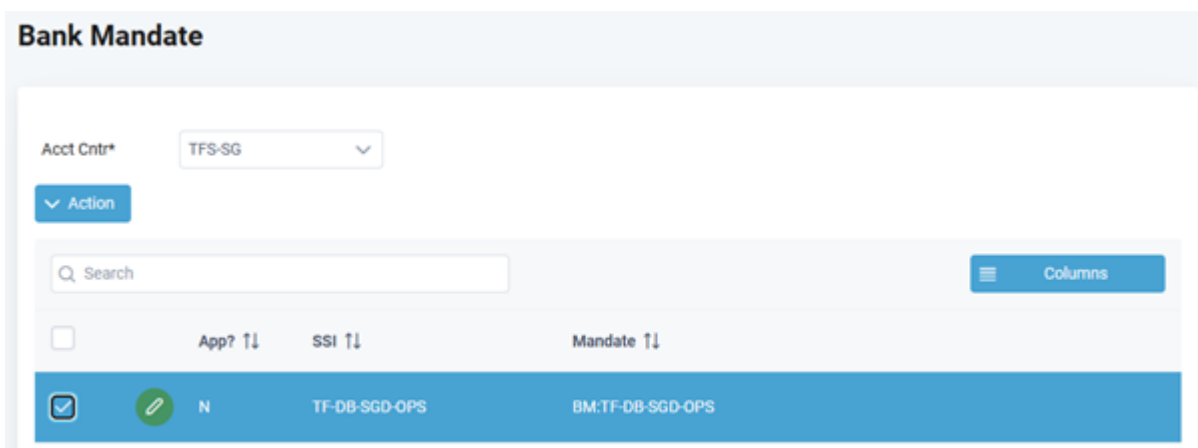 Bank Mandate
Acct Cntr* TFS-SG
Action
Search Columns
App? SSI Mandate
N TF-DB-SGD-OPS BM:TF-DB-SGD-OPS